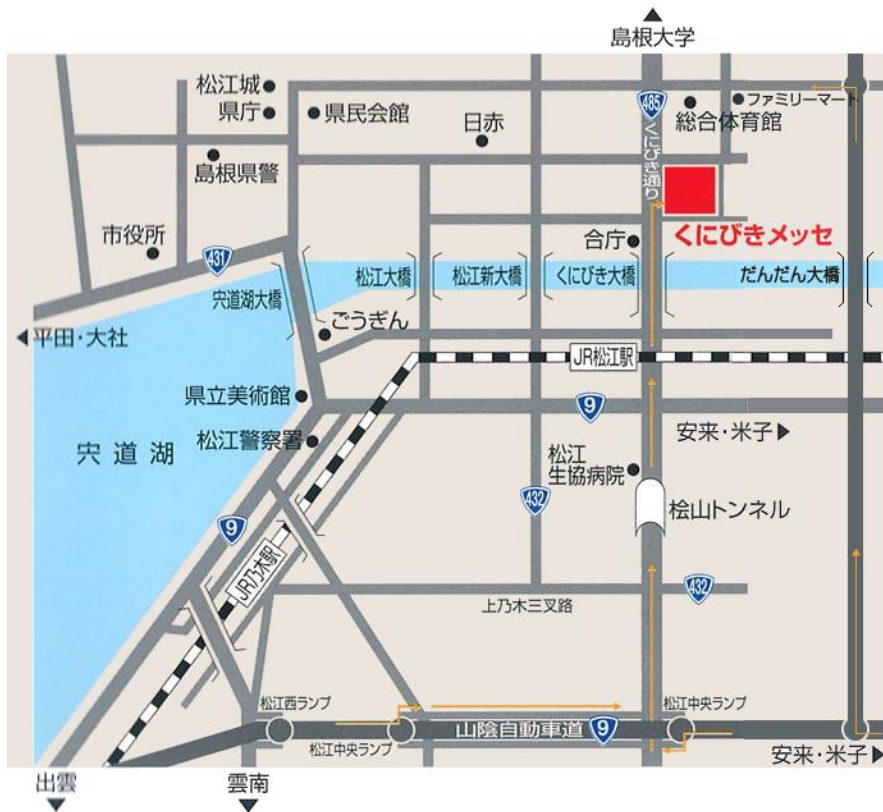 島根大学
松江城
県庁
県民会館
日赤
島根県警
485
くにびき通り
総合体育館
ファミリーマート
市役所
431
合庁
くにびきメッセ
宍道湖大橋
松江大橋
松江新大橋
くにびき大橋
だんだん大橋
平田・大社
ごうぎん
JR松江駅
県立美術館
9
安来・米子
宍道湖
松江警察署
松江
生協病院
432
9
桧山トンネル
JR乃木駅
432
上乃木三叉路
松江西ランプ
松江中央ランプ
山陰自動車道
9
松江中央ランプ
安来・米子
出雲
雲南